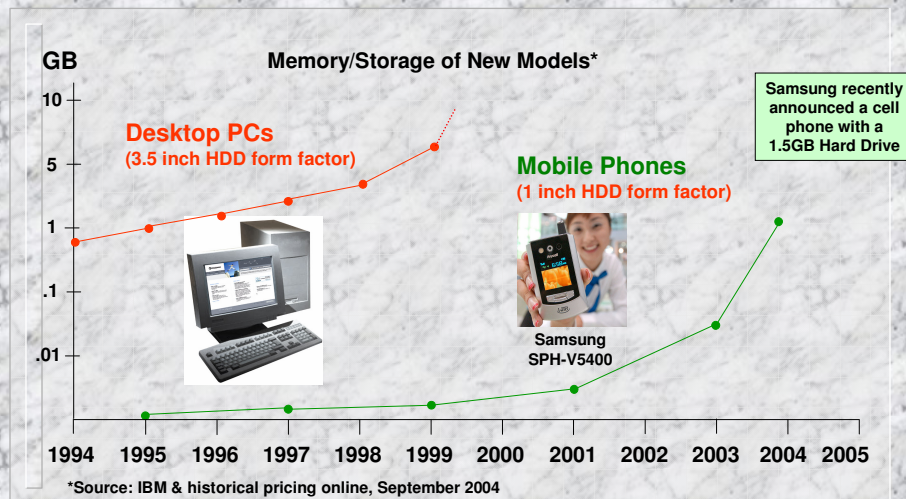 GB
Memory/Storage of New Models*
10
5
1
.1
.01
Desktop PCs
(3.5 inch HDD form factor)
Mobile Phones
(1 inch HDD form factor)
Samsung recently
announced a cell
phone with a
1.5GB Hard Drive
Samsung
SPH-V5400
1994 1995 1996 1997 1998 1999 2000 2001 2002 2003 2004 2005
*Source: IBM & historical pricing online, September 2004